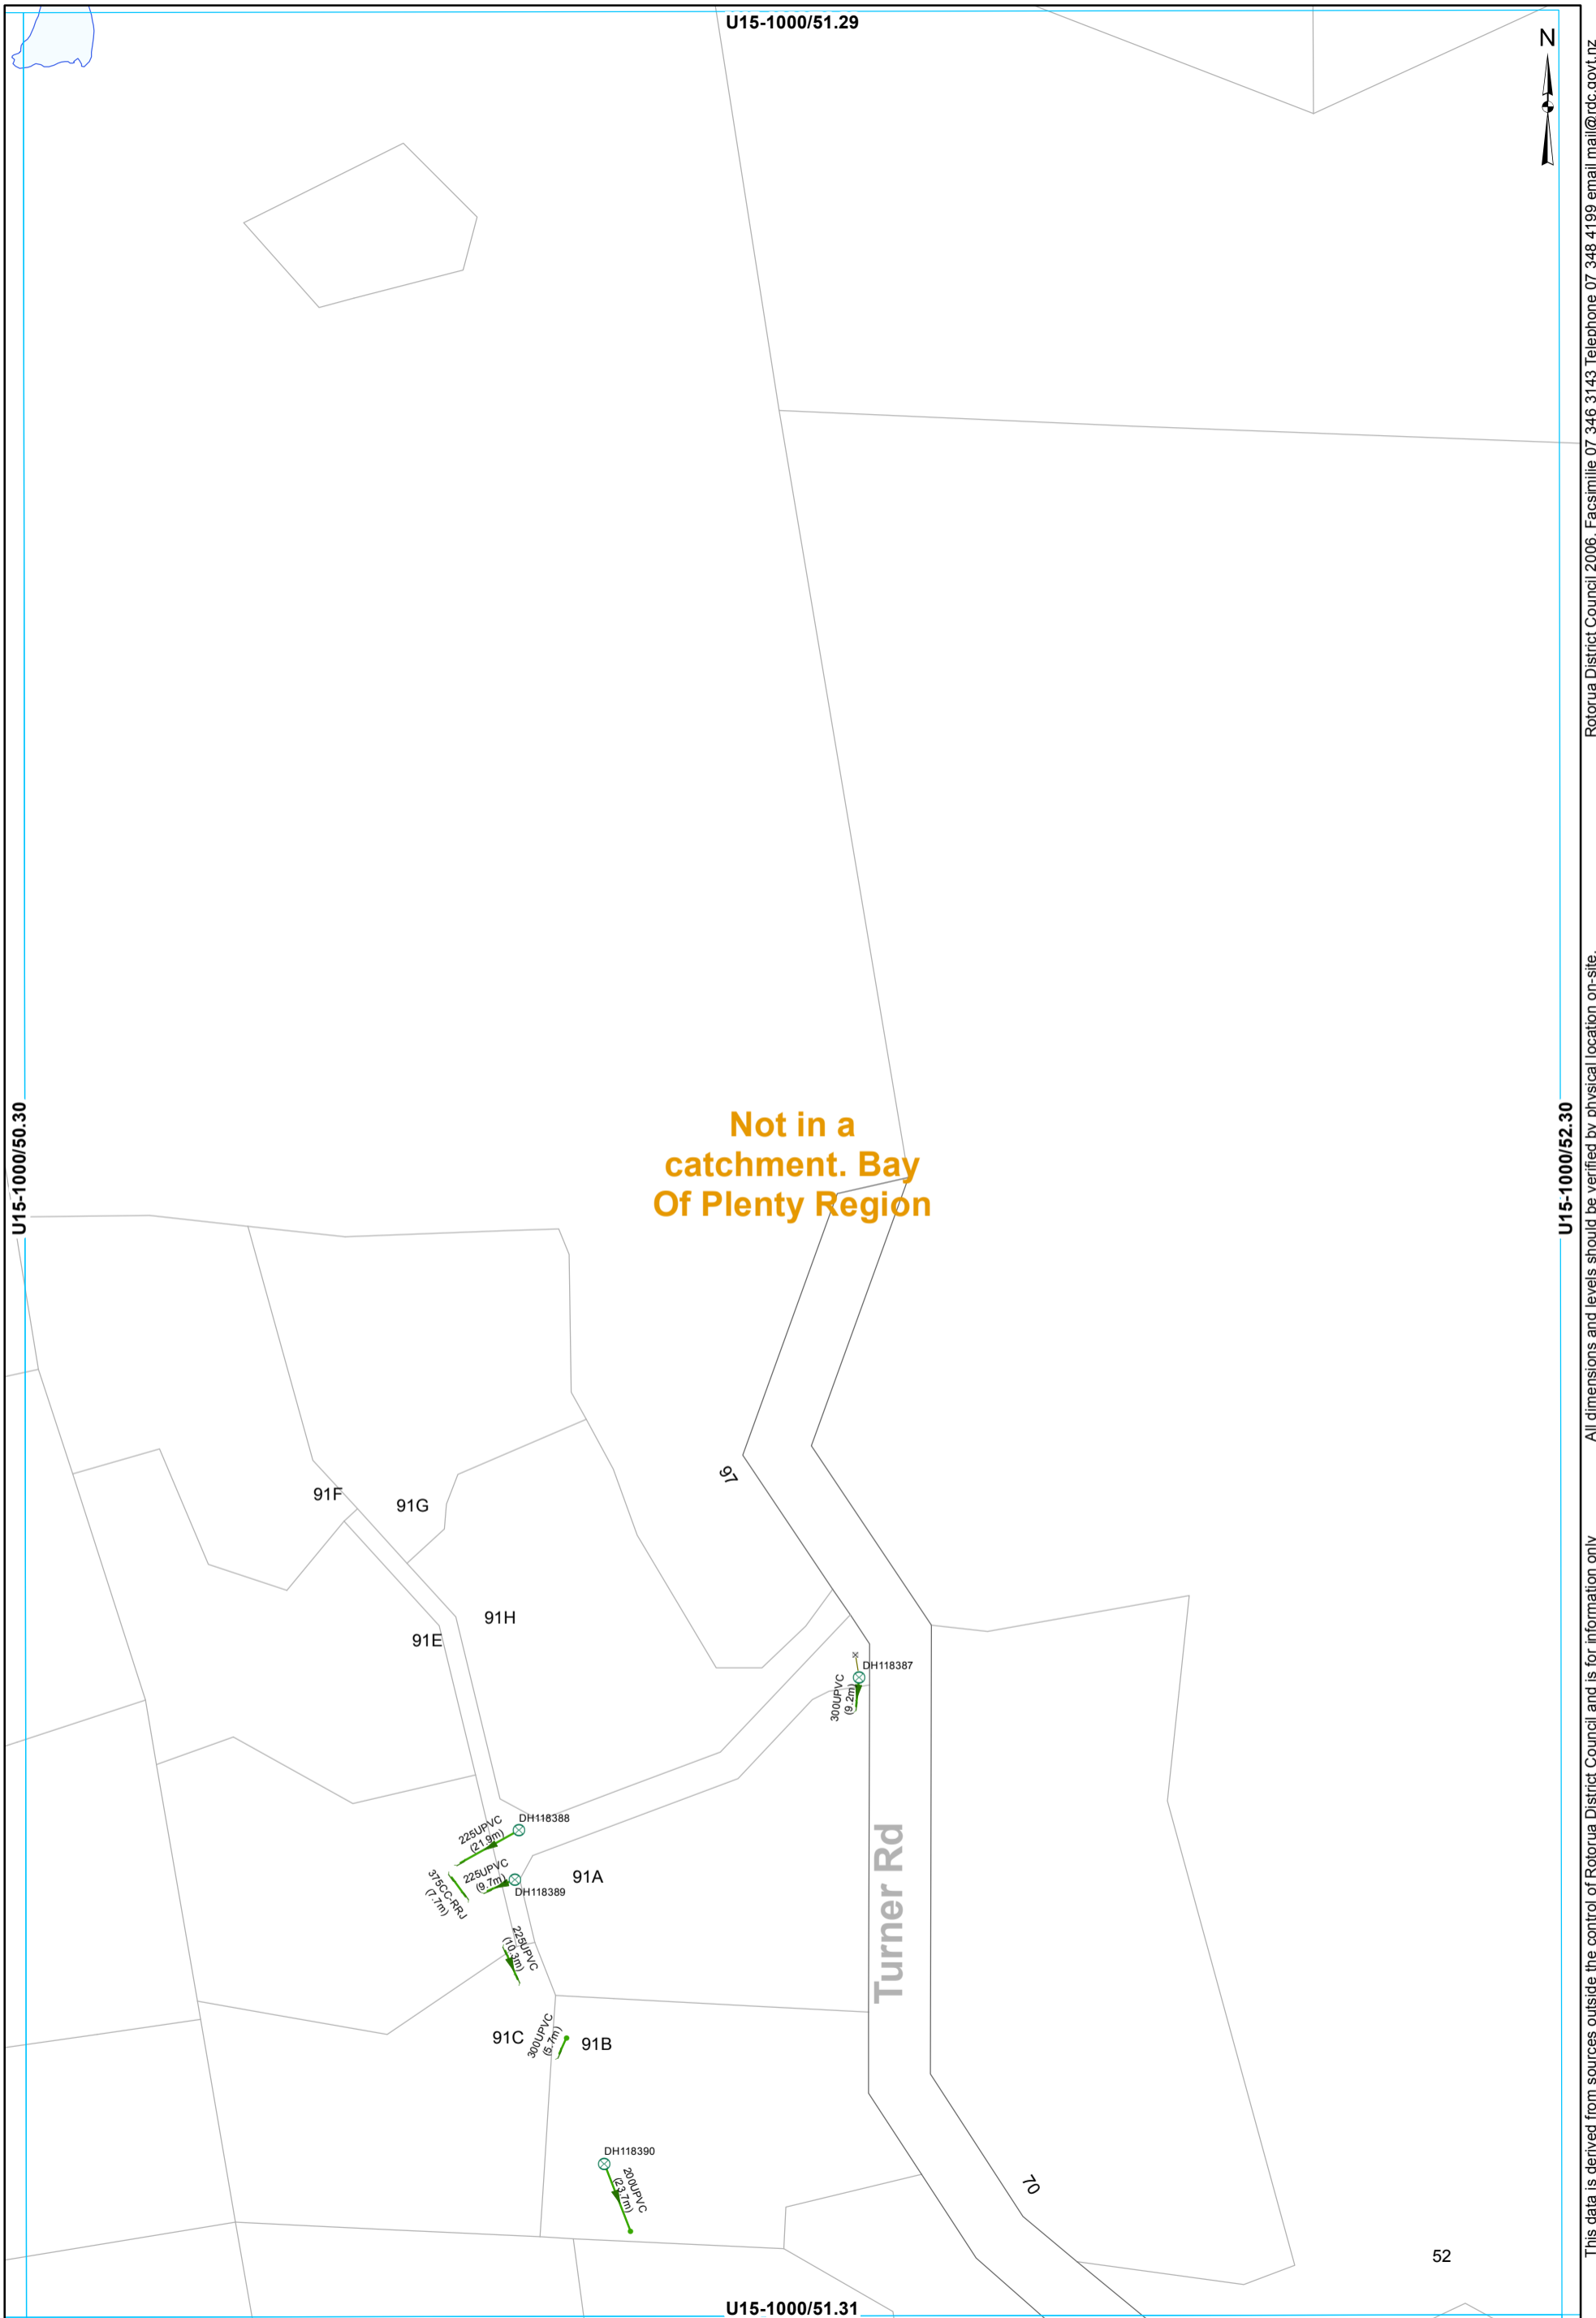 U15-1000/51.29
N
Rotorua District Council 2006. Facsimilie 07 346 3143 Telephone 07 348 4199 email mail@rdc.govt.nz
U15-1000/50.30
Not in a
catchment. Bay
Of Plenty Region
U15-1000/52.30
All dimensions and levels should be verified by physical location on-site.
97
91F
91G
91H
91E
DH118387
300UPVC
(9.2m)
This data is derived from sources outside the control of Rotorua District Council and is for information only
DH118388
225UPVC
(21.9m)
225UPVC
(9.7m)
DH118389
375CC-RRJ
(7.7m)
91A
Turner Rd
225UPVC
(10.3m)
91C
300UPVC
(5.7m)
91B
DH118390
200UPVC
(23.7m)
70
52
U15-1000/51.31